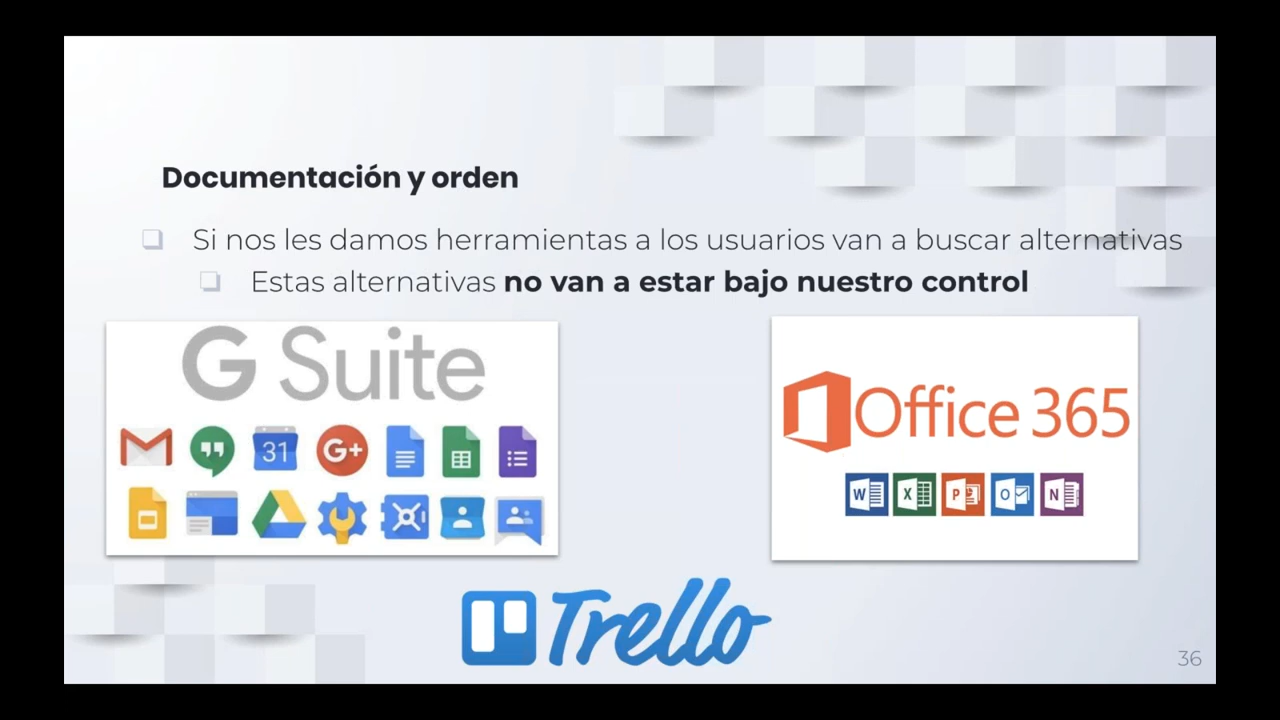 Documentación y orden
Si nos les damos herramientas a los usuarios van a buscar alternativas
Estas alternativas no van a estar bajo nuestro control
G Suite
31
G+
Office 365
W X P O N
Trello
36